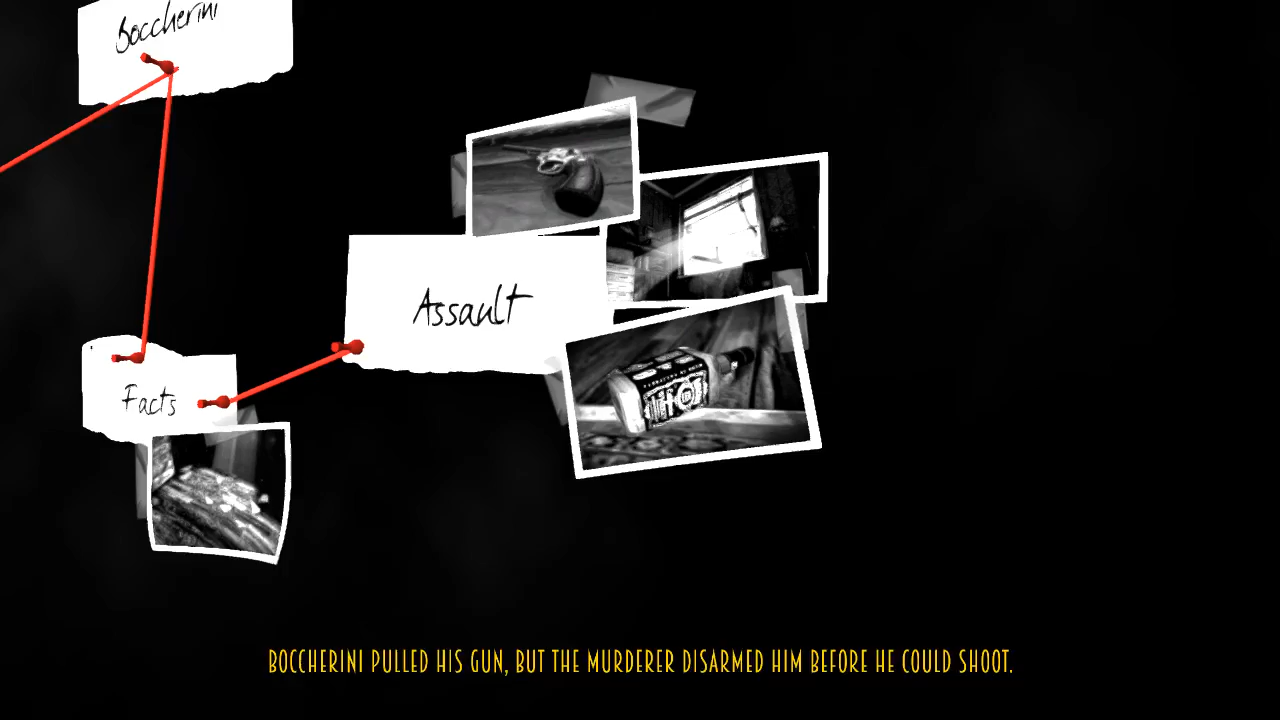 Boccherini
Assault
Facts
BOCCHERINI PULLED HIS GUN, BUT THE MURDERER DISARMED HIM BEFORE HE COULD SHOOT.